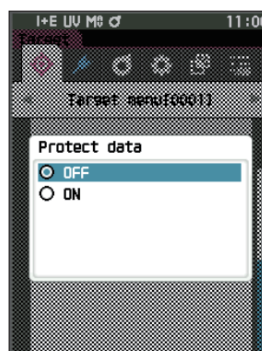 I+E UV M0 11:0
Target
Target menu[0001]
Protect data
OFF
ON